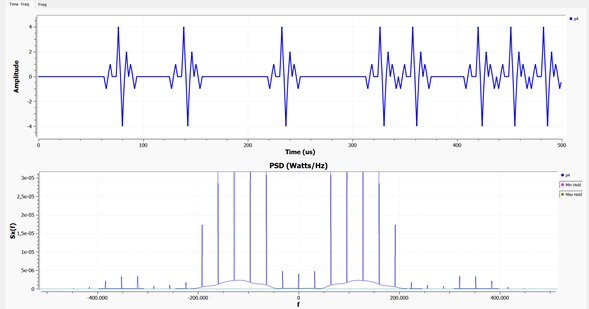 Time Freq Freq
p4
Amplitude
4
2
0
-2
-4
0 100 200 300 400 500
Time (us)
PSD (Watts/Hz)
p4
Min Hold
Max Hold
Sx(f)
3e-05
2,5e-05
2e-05
1,5e-05
1e-05
5e-06
0
-400.000 -200.000 0 200.000 400.000
f